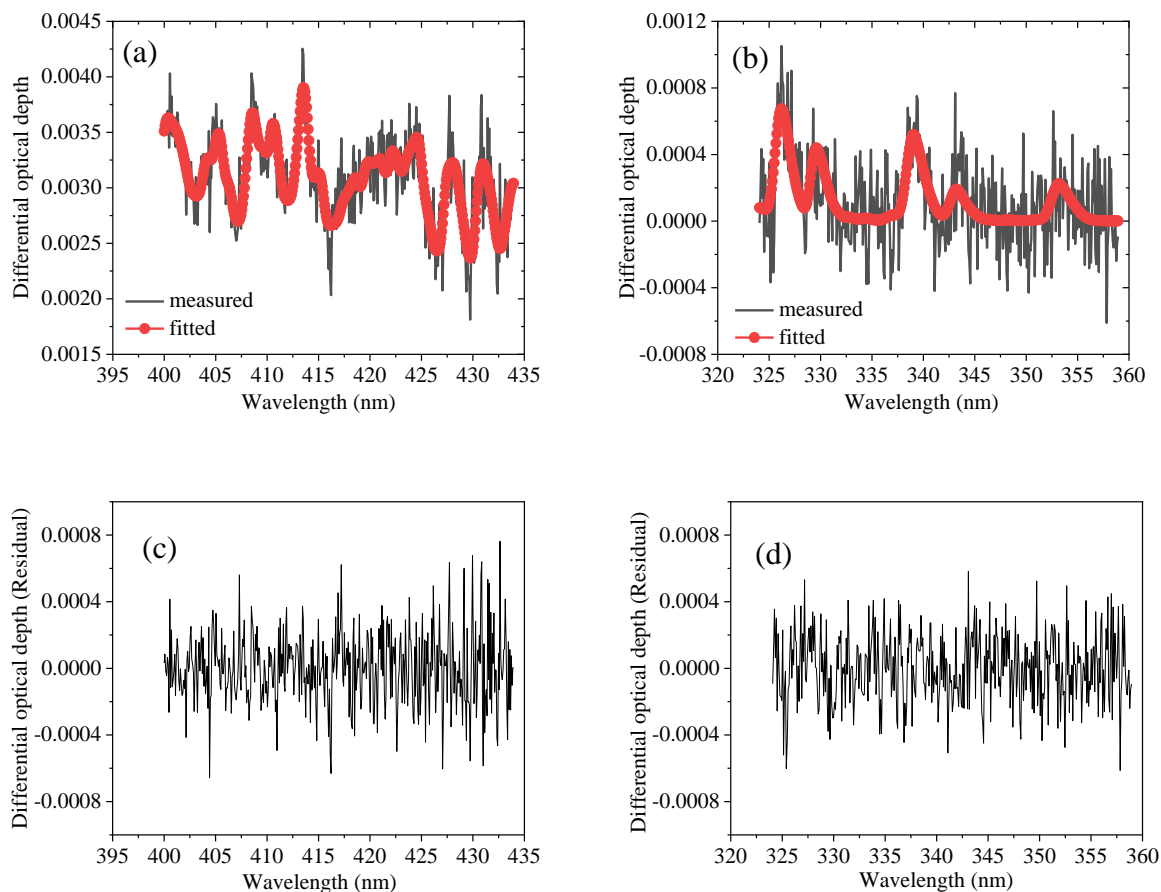 (a)
0.0045
0.0040
0.0035
0.0030
0.0025
0.0020
0.0015
Differential optical depth
measured
fitted
395 400 405 410 415 420 425 430 435
Wavelength (nm)
(b)
0.0012
0.0008
0.0004
0.0000
-0.0004
-0.0008
Differential optical depth
measured
fitted
320 325 330 335 340 345 350 355 360
Wavelength (nm)
(c)
0.0008
0.0004
0.0000
-0.0004
-0.0008
Differential optical depth (Residual)
395 400 405 410 415 420 425 430 435
Wavelength (nm)
(d)
0.0008
0.0004
0.0000
-0.0004
-0.0008
Differential optical depth (Residual)
320 325 330 335 340 345 350 355 360
Wavelength (nm)